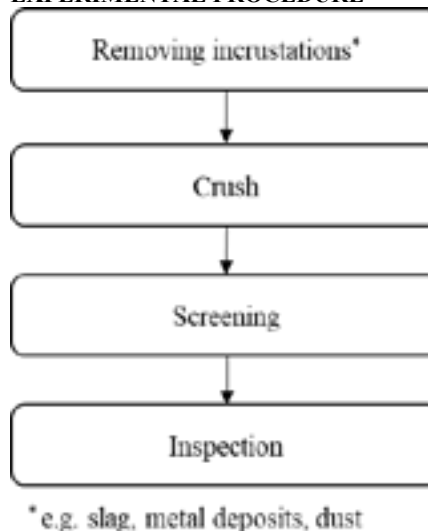 EXPERIMENTAL PROCEDURE
Removing incrustations*
Crush
Screening
Inspection
*e.g. slag, metal deposits, dust